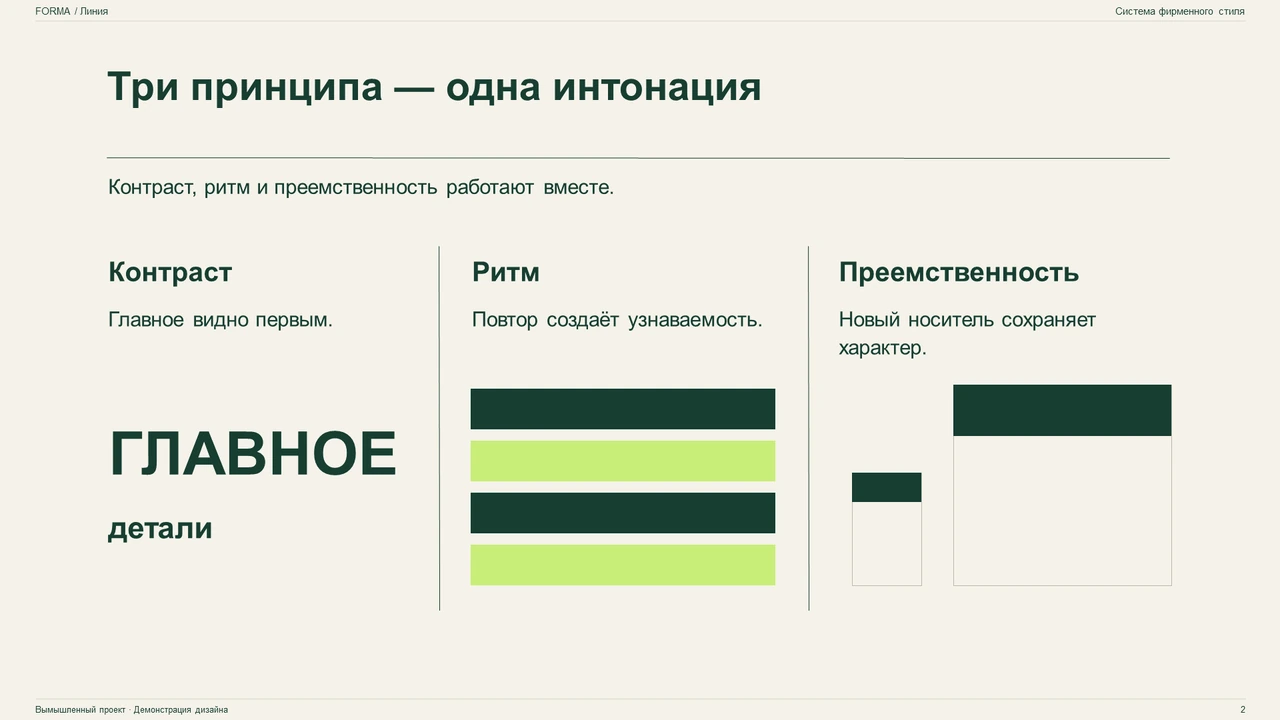 FORMA / Линия
Система фирменного стиля
Три принципа — одна интонация
Контраст, ритм и преемственность работают вместе.
Контраст
Главное видно первым.
ГЛАВНОЕ
детали
Ритм
Повтор создаёт узнаваемость.
Преемственность
Новый носитель сохраняет
характер.
Вымышленный проект · Демонстрация дизайна
2